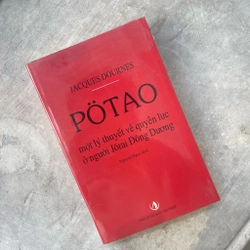 JACQUES DOURNES
PÖTAO
một lý thuyết về quyền lực
ở người Jörai Đông Dương